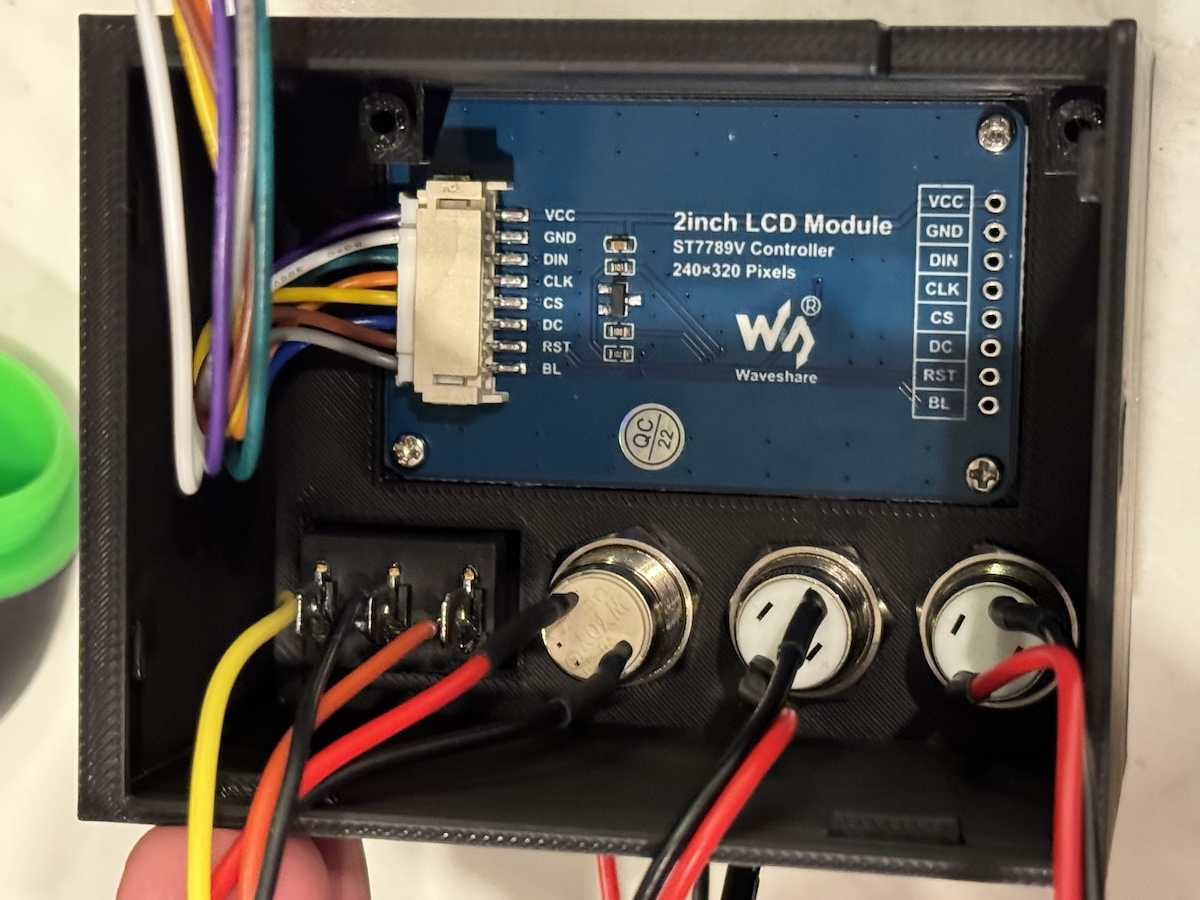 VCC
GND
DIN
CLK
CS
DC
RST
BL
2inch LCD Module
ST7789V Controller
240×320 Pixels
®
Waveshare
QC
22
VCC
GND
DIN
CLK
CS
DC
RST
BL